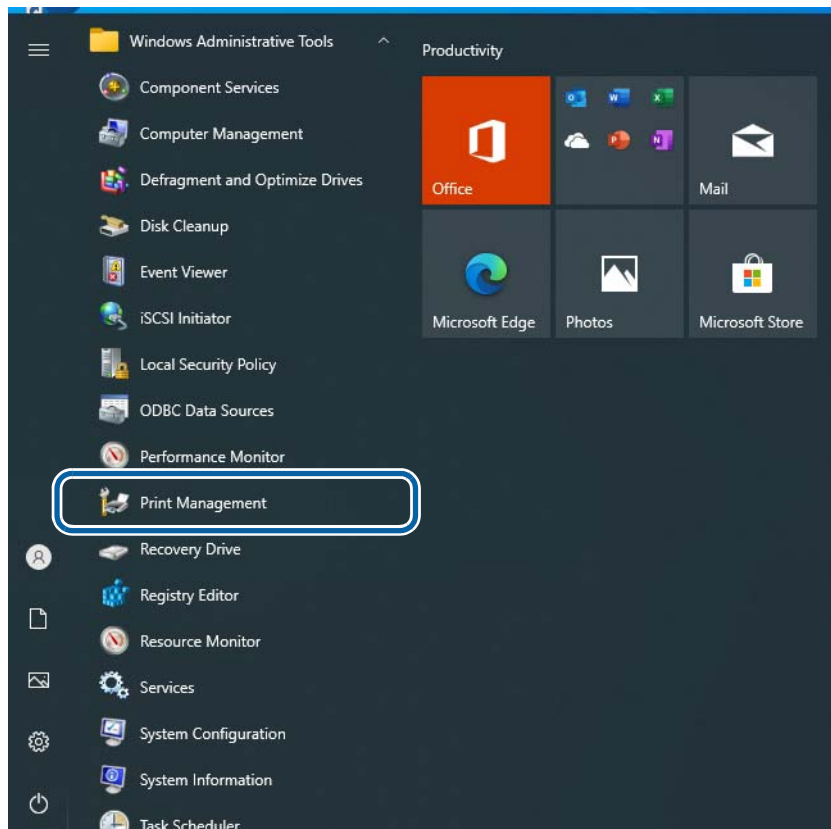 Windows Administrative Tools
Component Services
Computer Management
Defragment and Optimize Drives
Disk Cleanup
Event Viewer
iSCSI Initiator
Local Security Policy
ODBC Data Sources
Performance Monitor
Print Management
Recovery Drive
Registry Editor
Resource Monitor
Services
System Configuration
System Information
Task Scheduler
Productivity
Office
Mail
Microsoft Edge
Photos
Microsoft Store